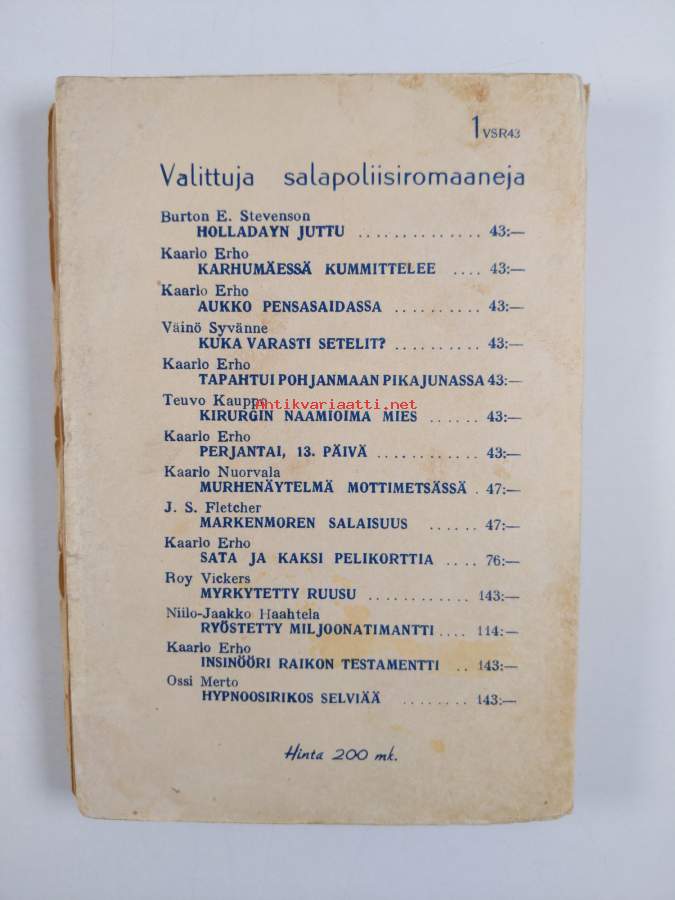 1 VSR43
Valittuja salapoliisiromaaneja
Burton E. Stevenson
HOLLADAYN JUTTU .............. 43:—
Kaarlo Erho
KARHUMÄESSÄ KUMMITTELEE .... 43:—
Kaarlo Erho
AUKKO PENSASAIDASSA .......... 43:—
Väinö Syvänne
KUKA VARASTI SETELIT? .......... 43:—
Kaarlo Erho
TAPAHTUI POHJANMAAN PIKAJUNASSA 43:—
Teuvo Kauppo
Antikvariaatti.net
KIRURGIN NAAMIOIMA MIES ...... 43:—
Kaarlo Erho
PERJANTAI, 13. PÄIVÄ ............ 43:—
Kaarlo Nuorvala
MURHENÄYTELMÄ MOTTIMETSÄSSÄ . 47:—
J. S. Fletcher
MARKENMOREN SALAISUUS ...... 47:—
Kaarlo Erho
SATA JA KAKSI PELIKORTTIA .... 76:—
Roy Vickers
MYRKYTETTY RUUSU ............ 143:—
Niilo-Jaakko Haahtela
RYÖSTETTY MILJOONATIMANTTI .... 114:—
Kaarlo Erho
INSINÖÖRI RAIKON TESTAMENTTI .. 143:—
Ossi Merto
HYPNOOSIRIKOS SELVIÄÄ ........ 143:—
Hinta 200 mk.